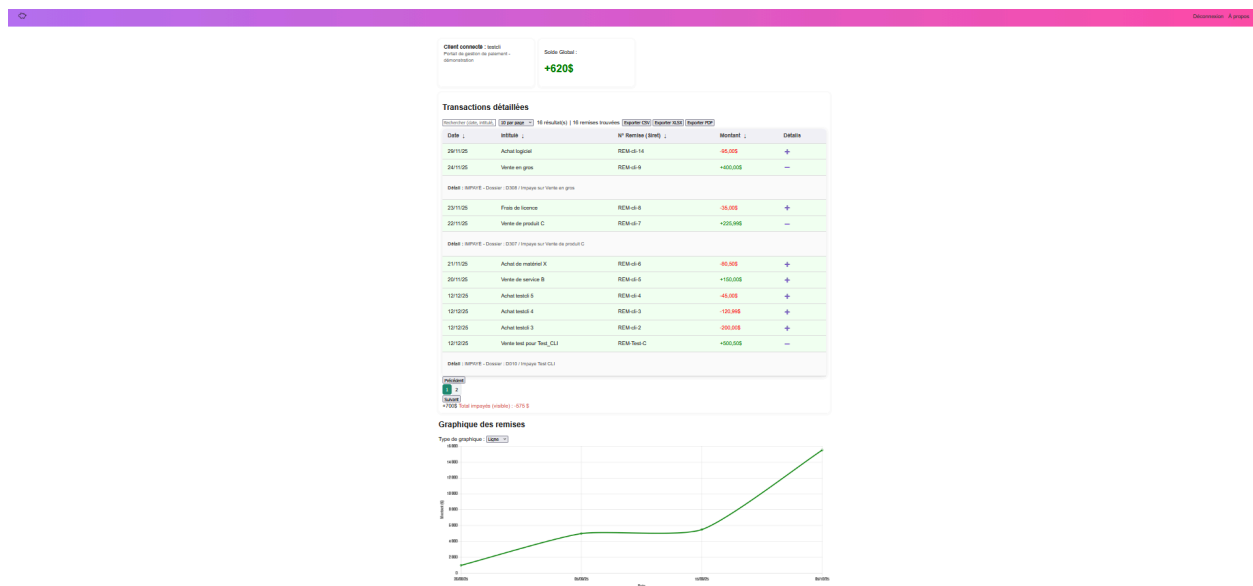 Déconnexion À propos
Client connecté : testcli
Portail de gestion de paiement - démonstration
Solde Global :
+620$
Transactions détaillées
Rechercher (date, intitulé,
10 par page
16 résultat(s) | 16 remises trouvées
Exporter CSV Exporter XLSX Exporter PDF
Date ↓ Intitulé ↓ N° Remise (Siret) ↓ Montant ↓ Détails
29/11/25 Achat logiciel REM-cli-14 -95,00$ +
24/11/25 Vente en gros REM-cli-9 +400,00$ −
Détail : IMPAYE - Dossier : D308 / Impaye sur Vente en gros
23/11/25 Frais de licence REM-cli-8 -35,00$ +
22/11/25 Vente de produit C REM-cli-7 +225,99$ −
Détail : IMPAYE - Dossier : D307 / Impaye sur Vente de produit C
21/11/25 Achat de matériel X REM-cli-6 -80,50$ +
20/11/25 Vente de service B REM-cli-5 +150,00$ +
12/12/25 Achat testcli 5 REM-cli-4 -45,00$ +
12/12/25 Achat testcli 4 REM-cli-3 -120,99$ +
12/12/25 Achat testcli 3 REM-cli-2 -200,00$ +
12/12/25 Vente test pour Test_CLI REM-Test-C +500,50$ −
Détail : IMPAYE - Dossier : D015 / Impaye Test CLI
Précédent
1 2
Suivant
+700$ Total impayés (visible) : -675 $
Graphique des remises
Type de graphique : Ligne
0